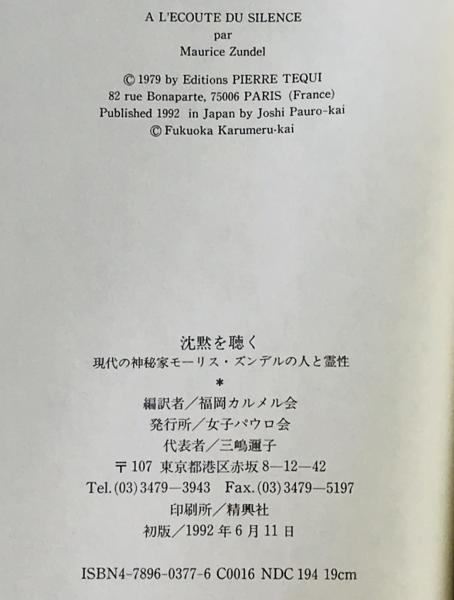 A L'ECOUTE DU SILENCE
par
Maurice Zundel
© 1979 by Editions PIERRE TEQUI
82 rue Bonaparte, 75006 PARIS (France)
Published 1992 in Japan by Joshi Pauro-kai
© Fukuoka Karumeru-kai
沈黙を聴く
現代の神秘家モーリス・ズンデルの人と霊性
*
編訳者/福岡カルメル会
発行所/女子パウロ会
代表者/三嶋邇子
〒107 東京都港区赤坂8—12—42
Tel.(03)3479—3943 Fax.(03)3479—5197
印刷所/精興社
初版/1992年6月11日
ISBN4-7896-0377-6 C0016 NDC 194 19cm